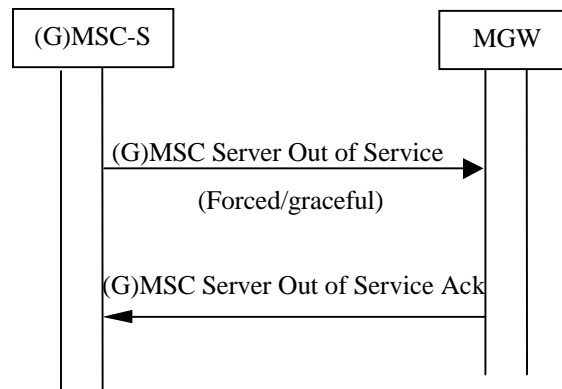 (G)MSC-S
MGW
(G)MSC Server Out of Service
(Forced/graceful)
(G)MSC Server Out of Service Ack